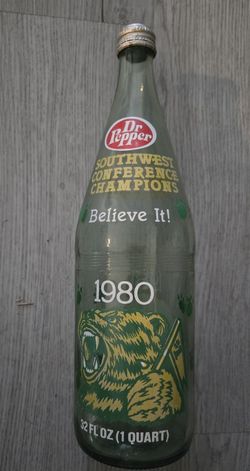 Dr
Pepper
SOUTHWEST
CONFERENCE
CHAMPIONS
Believe It!
1980
32 FL OZ (1 QUART)